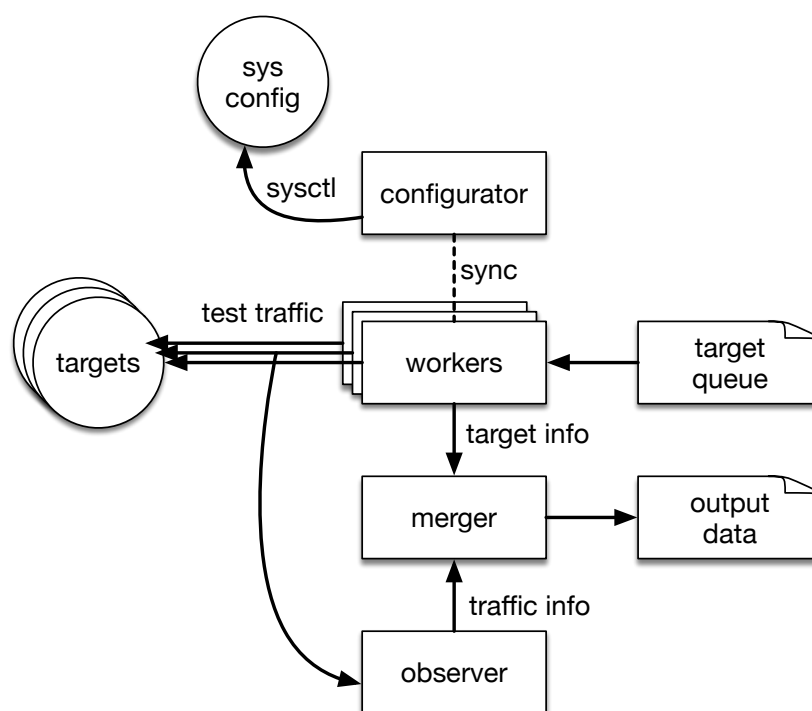 sys
config
sysctl
configurator
sync
test traffic
targets
workers
target
queue
target info
merger
output
data
traffic info
observer